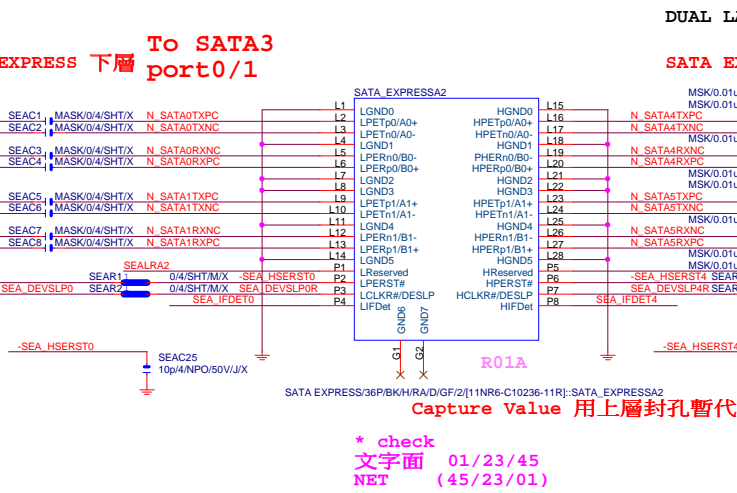 DUAL LA
To SATA3
EXPRESS 下層 port0/1
SATA EX
SATA_EXPRESSA2
MSK/0.01u
MSK/0.01u
L1 LGND0 HGND0 L15
SEAC1 MASK/0/4/SHT/X N_SATA0TXPC L2 LPETp0/A0+ HPETp0/A0+ L16 N_SATA4TXPC
SEAC2 MASK/0/4/SHT/X N_SATA0TXNC L3 LPETn0/A0- HPETn0/A0- L17 N_SATA4TXNC
L4 LGND1 HGND1 L18 MSK/0.01u
SEAC3 MASK/0/4/SHT/X N_SATA0RXNC L5 LPERn0/B0- PHERn0/B0- L19 N_SATA4RXNC
SEAC4 MASK/0/4/SHT/X N_SATA0RXPC L6 LPERp0/B0+ HPERp0/B0+ L20 N_SATA4RXPC
L7 LGND2 HGND2 L21 MSK/0.01u
L8 LGND3 HGND3 L22 MSK/0.01u
SEAC5 MASK/0/4/SHT/X N_SATA1TXPC L9 LPETp1/A1+ HPETp1/A1+ L23 N_SATA5TXPC
SEAC6 MASK/0/4/SHT/X N_SATA1TXNC L10 LPETn1/A1- HPETn1/A1- L24 N_SATA5TXNC
L11 LGND4 HGND4 L25 MSK/0.01u
SEAC7 MASK/0/4/SHT/X N_SATA1RXNC L12 LPERn1/B1- HPERn1/B1- L26 N_SATA5RXNC
SEAC8 MASK/0/4/SHT/X N_SATA1RXPC L13 LPERp1/B1+ HPERp1/B1+ L27 N_SATA5RXPC
L14 LGND5 HGND5 L28 MSK/0.01u
SEALRA2 P1 LReserved HReserved P5 MSK/0.01u
SEAR1 0/4/SHT/M/X -SEA_HSERST0 P2 LPERST# HPERST# P6 -SEA_HSERST4 SEAR
SEA_DEVSLP0 SEAR2 0/4/SHT/M/X SEA_DEVSLP0R P3 LCLKR#/DESLP HCLKR#/DESLP P7 SEA_DEVSLP4R SEAR
SEA_IFDET0 P4 LIFDet HIFDet P8 SEA_IFDET4
GND6 GND7
G1 G2
-SEA_HSERST0
-SEA_HSERST4
SEAC25
10p/4/NPO/50V/J/X
R01A
SATA EXPRESS/36P/BK/H/RA/D/GF/2/[11NR6-C10236-11R]::SATA_EXPRESSA2
Capture Value 用上層封孔暫代
* check
文字面 01/23/45
NET (45/23/01)